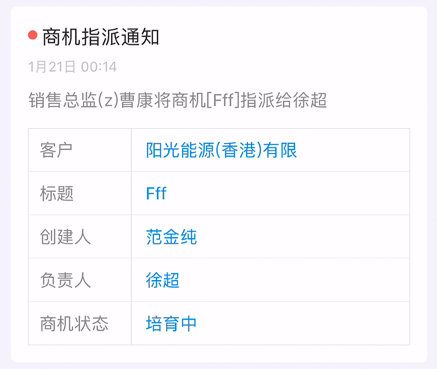 商机指派通知
1月21日 00:14
销售总监(z)曹康将商机[Fff]指派给徐超
客户 阳光能源(香港)有限
标题 Fff
创建人 范金纯
负责人 徐超
商机状态 培育中